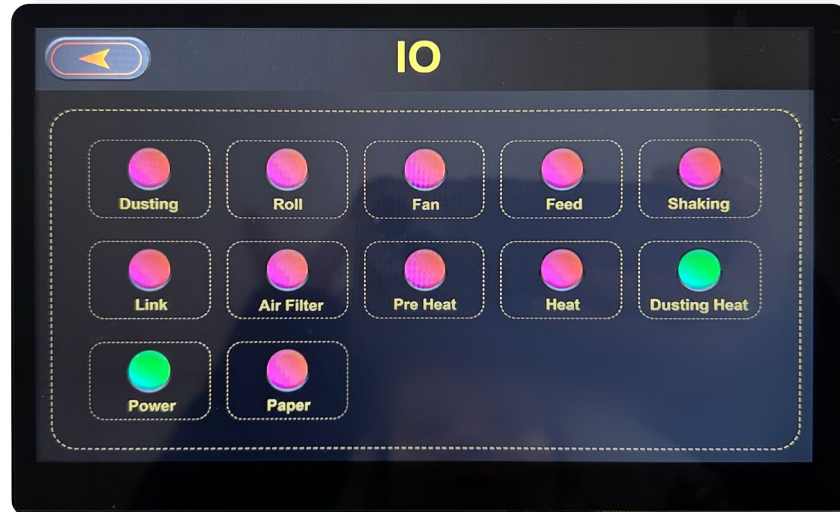 IO
Dusting
Roll
Fan
Feed
Shaking
Link
Air Filter
Pre Heat
Heat
Dusting Heat
Power
Paper